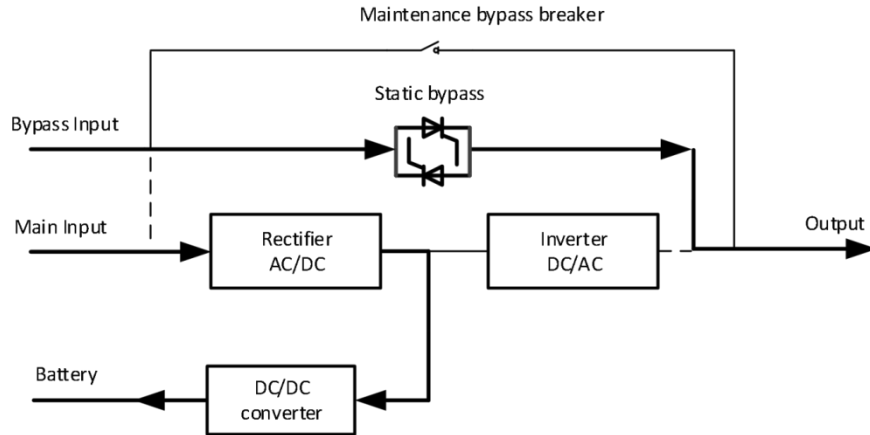 Maintenance bypass breaker
Static bypass
Bypass Input
Main Input
Rectifier
AC/DC
Inverter
DC/AC
Output
Battery
DC/DC
converter